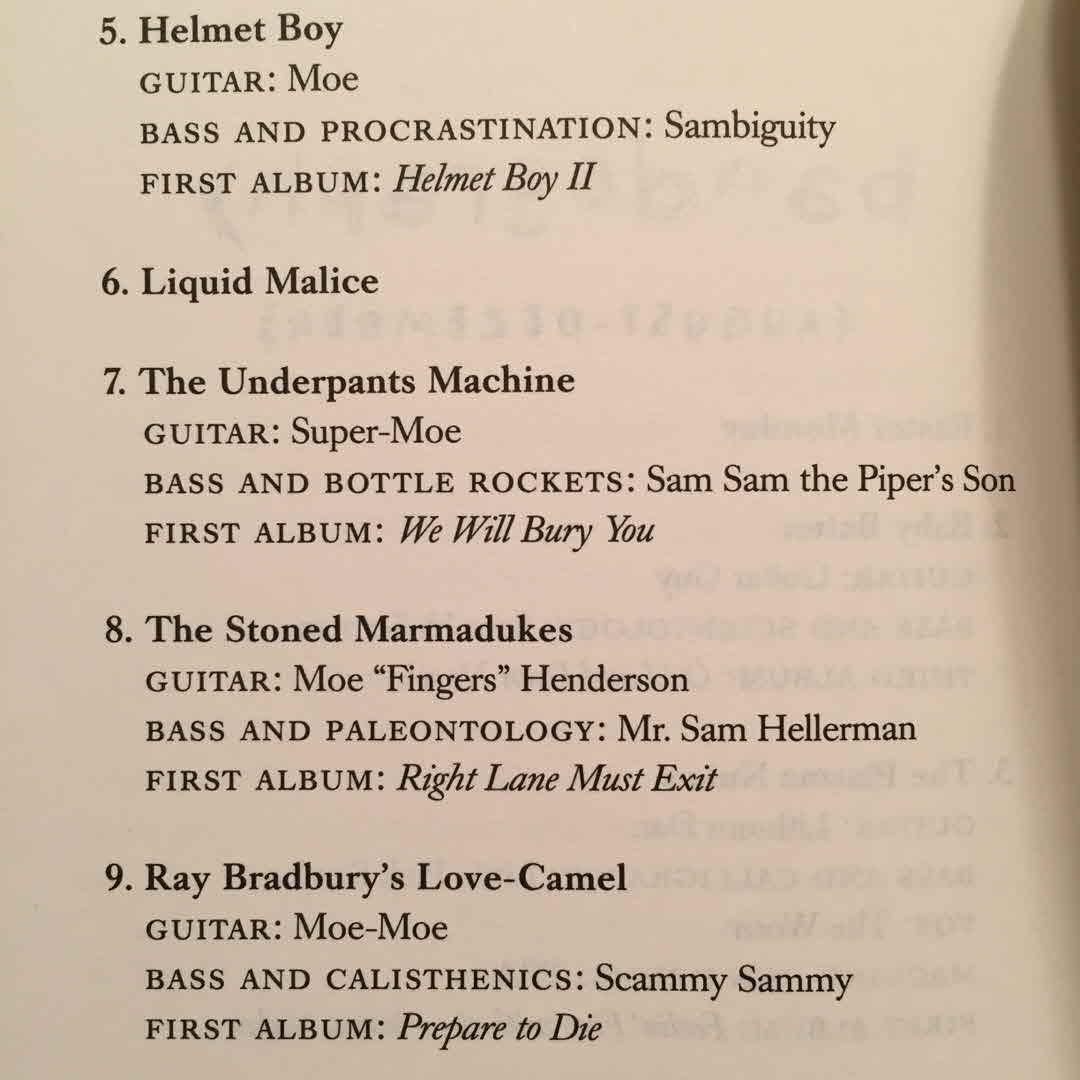 5. Helmet Boy
GUITAR: Moe
BASS AND PROCRASTINATION: Sambiguity
FIRST ALBUM: Helmet Boy II
6. Liquid Malice
7. The Underpants Machine
GUITAR: Super-Moe
BASS AND BOTTLE ROCKETS: Sam Sam the Piper's Son
FIRST ALBUM: We Will Bury You
8. The Stoned Marmadukes
GUITAR: Moe “Fingers” Henderson
BASS AND PALEONTOLOGY: Mr. Sam Hellerman
FIRST ALBUM: Right Lane Must Exit
9. Ray Bradbury's Love-Camel
GUITAR: Moe-Moe
BASS AND CALISTHENICS: Scammy Sammy
FIRST ALBUM: Prepare to Die